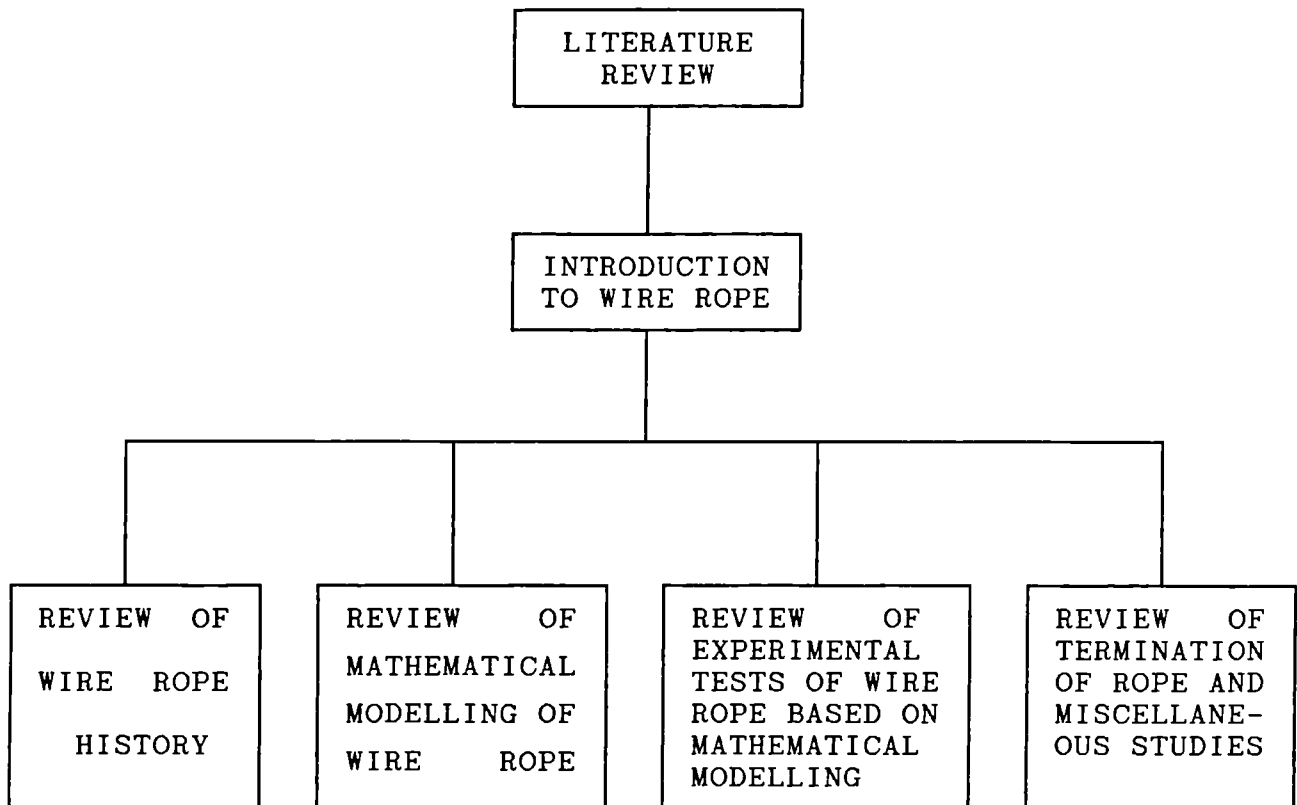 LITERATURE
REVIEW
INTRODUCTION
TO WIRE ROPE
REVIEW OF
WIRE ROPE
HISTORY
REVIEW OF
MATHEMATICAL
MODELLING OF
WIRE ROPE
REVIEW OF
EXPERIMENTAL
TESTS OF WIRE
ROPE BASED ON
MATHEMATICAL
MODELLING
REVIEW OF
TERMINATION
OF ROPE AND
MISCELLANE-
OUS STUDIES